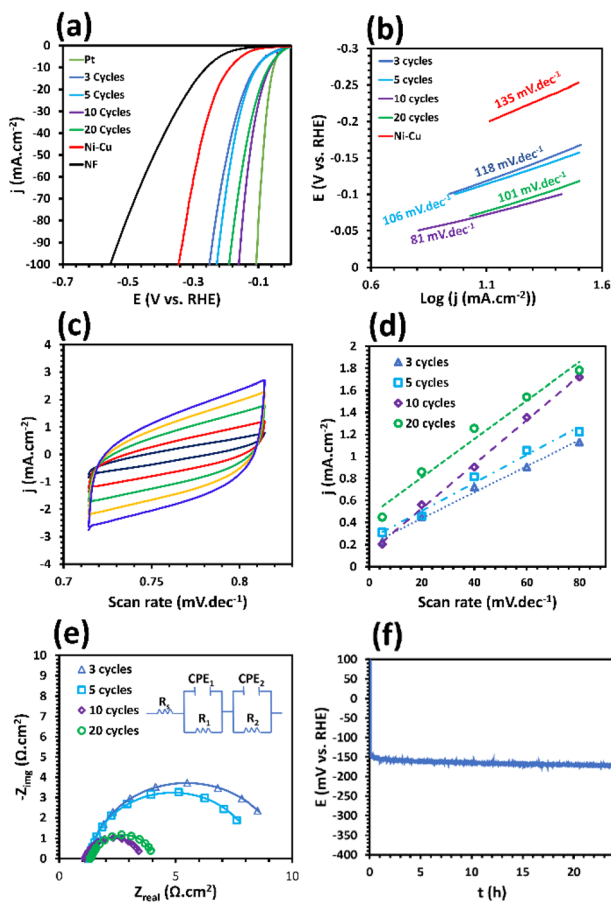 (a)
0
-10
-20
-30
-40
-50
-60
-70
-80
-90
-100
j (mA.cm⁻²)
Pt
3 Cycles
5 Cycles
10 Cycles
20 Cycles
Ni-Cu
NF
-0.7
-0.5
-0.3
-0.1
E (V vs. RHE)
(b)
-0.3
-0.25
-0.2
-0.15
-0.1
-0.05
0
E (V vs. RHE)
3 cycles
5 cycles
10 cycles
20 cycles
Ni-Cu
135 mV.dec⁻¹
118 mV.dec⁻¹
106 mV.dec⁻¹
101 mV.dec⁻¹
81 mV.dec⁻¹
0.6
1.1
1.6
Log (j (mA.cm⁻²))
(c)
4
3
2
1
0
-1
-2
-3
-4
j (mA.cm⁻²)
0.7
0.75
0.8
Scan rate (mV.dec⁻¹)
(d)
2
1.8
1.6
1.4
1.2
1
0.8
0.6
0.4
0.2
0
j (mA.cm⁻²)
3 cycles
5 cycles
10 cycles
20 cycles
0
20
40
60
80
Scan rate (mV.dec⁻¹)
(e)
10
9
8
7
6
5
4
3
2
1
0
-Zimg (Ω.cm²)
3 cycles
5 cycles
10 cycles
20 cycles
CPE₁
CPE₂
Rs
R₁
R₂
0
5
10
Zreal (Ω.cm²)
(f)
100
50
0
-50
-100
-150
-200
-250
-300
-350
-400
E (mV vs. RHE)
0
10
20
t (h)